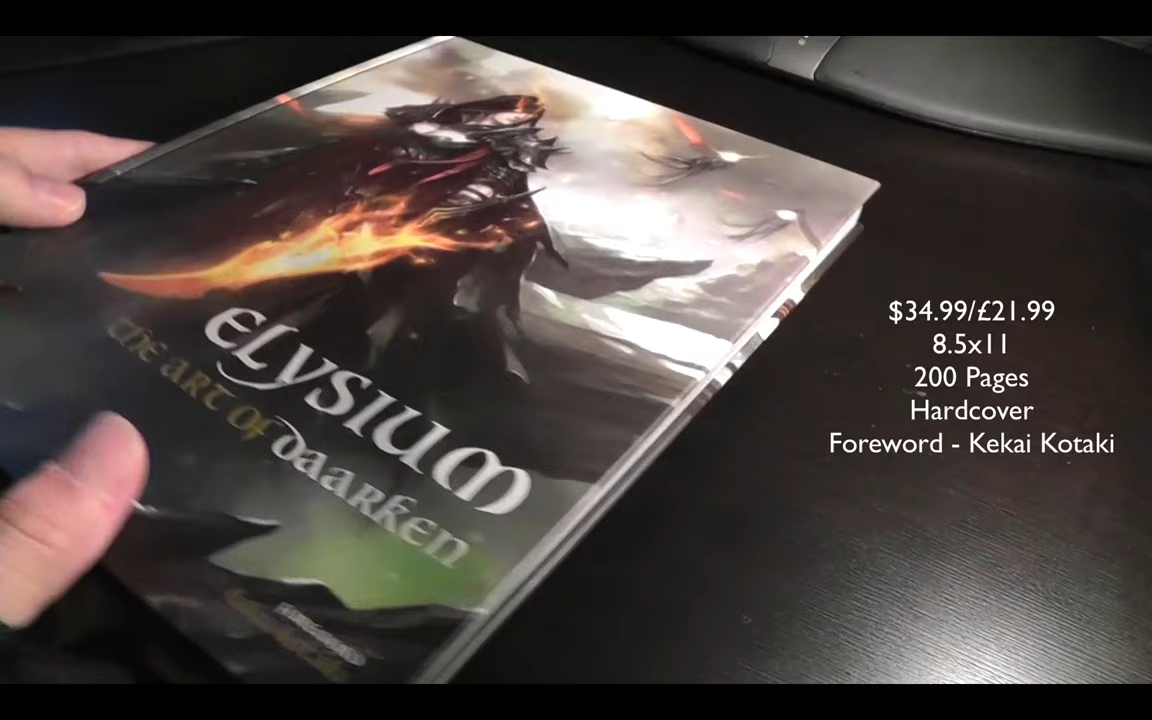 ELYSIUM
THE ART OF DAARKEN
$34.99/£21.99
8.5x11
200 Pages
Hardcover
Foreword - Kekai Kotaki